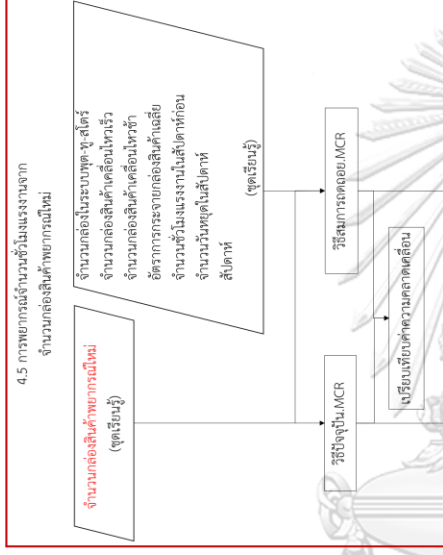 4.5 การพยากรณ์จำนวนชั่วโมงแรงงานจาก
จำนวนกล่องสินค้าพยากรณ์ใหม่
จำนวนกล่องสินค้าพยากรณ์ใหม่
(ชุดเรียนรู้)
จำนวนกล่องในระบบพุต-ทู-สโตร์
จำนวนกล่องสินค้าเคลื่อนไหวเร็ว
จำนวนกล่องสินค้าเคลื่อนไหวช้า
อัตราการกระจายกล่องสินค้าเฉลี่ย
จำนวนชั่วโมงแรงงานในสัปดาห์ก่อน
จำนวนวันหยุดในสัปดาห์
สัปดาห์
(ชุดเรียนรู้)
วิธีปัจจุบัน.MCR
วิธีสมการถดถอย.MCR
เปรียบเทียบค่าความคลาดเคลื่อน